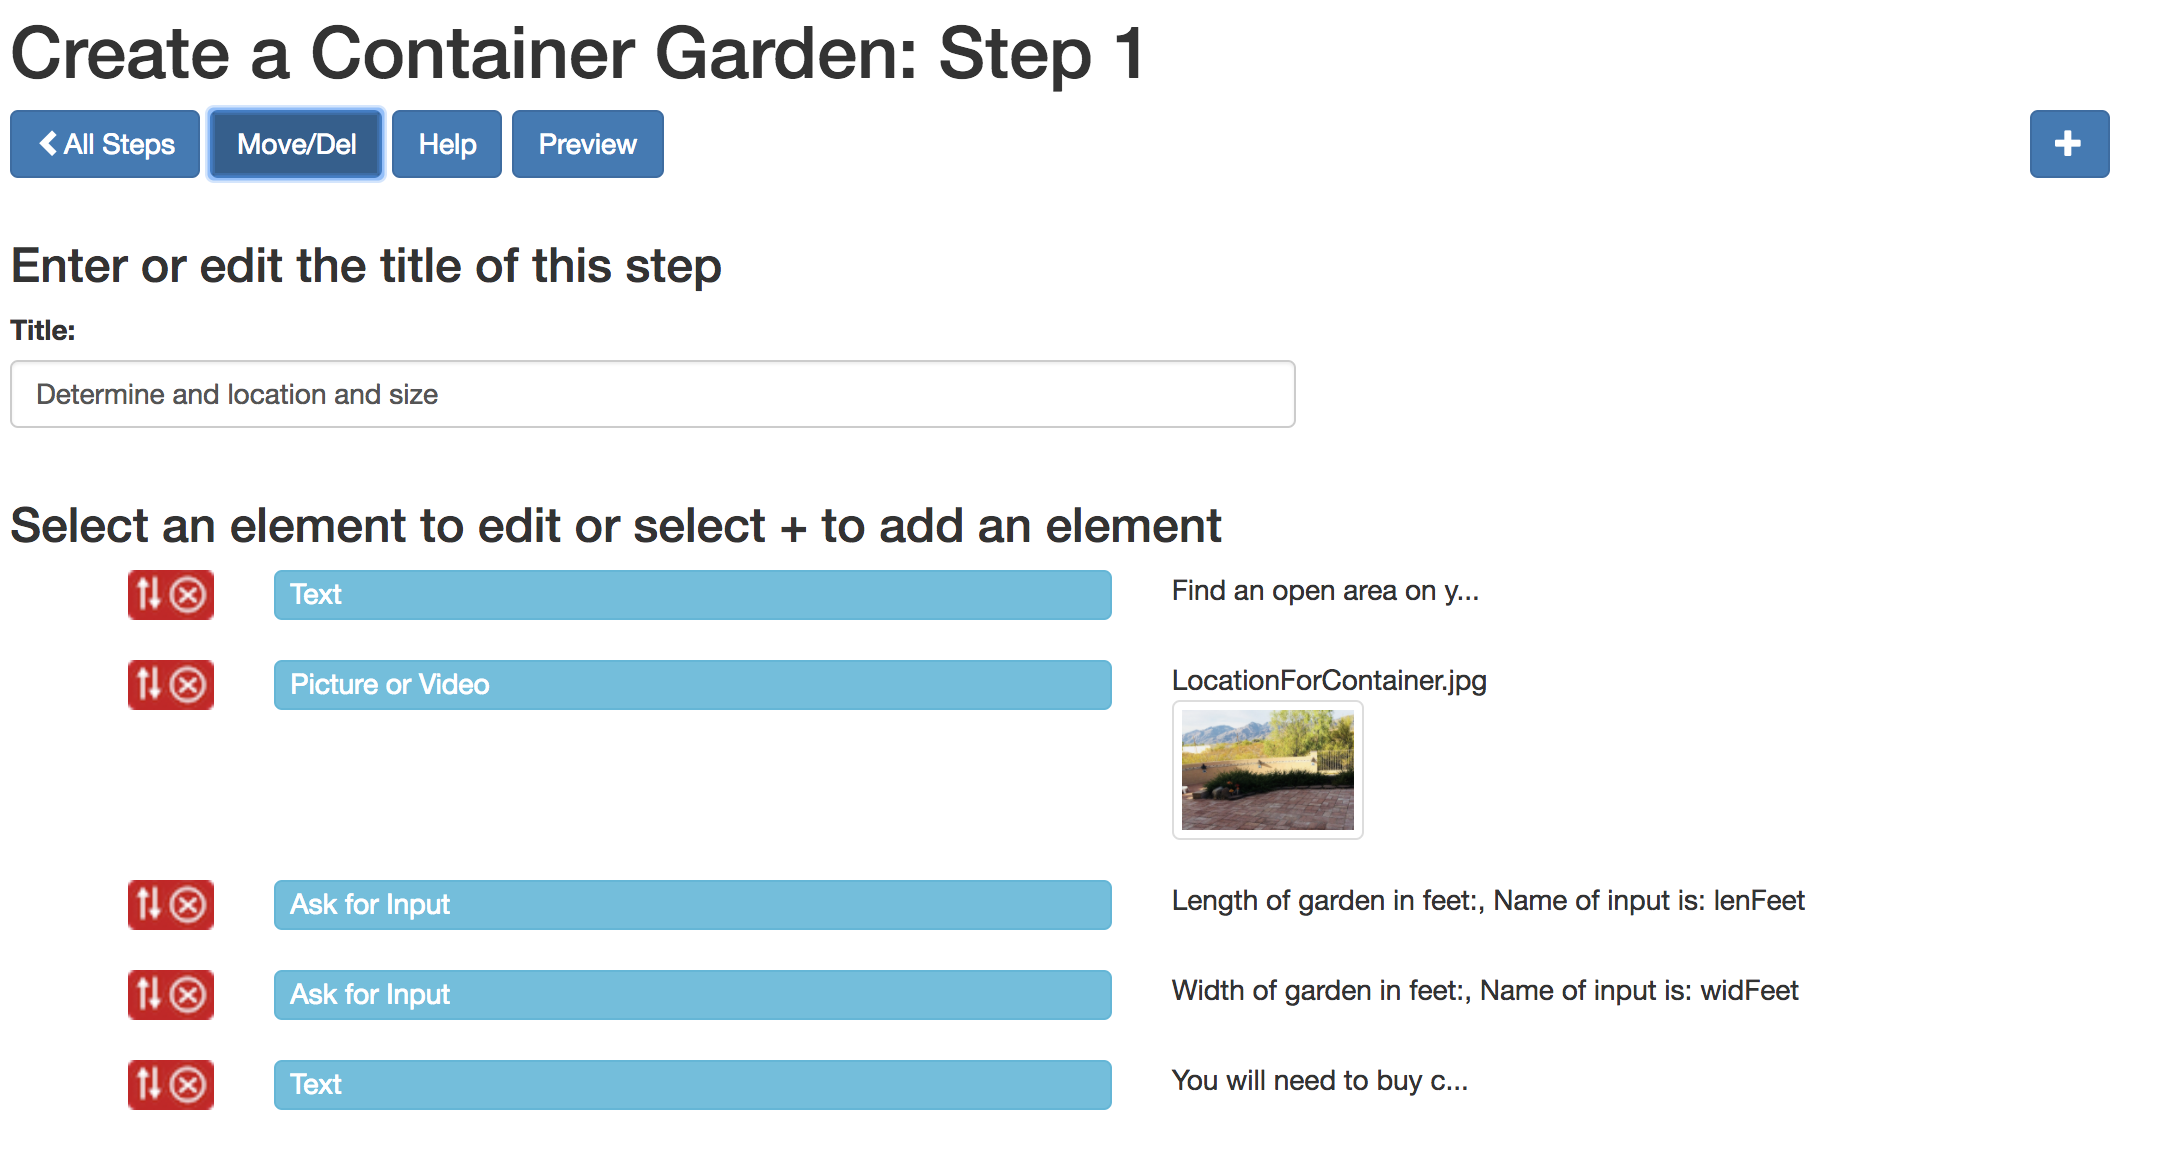 Create a Container Garden: Step 1
All Steps Move/Del Help Preview
Enter or edit the title of this step
Title:
Determine and location and size
Select an element to edit or select + to add an element
Text Find an open area on y...
Picture or Video LocationForContainer.jpg
Ask for Input Length of garden in feet:, Name of input is: lenFeet
Ask for Input Width of garden in feet:, Name of input is: widFeet
Text You will need to buy c...